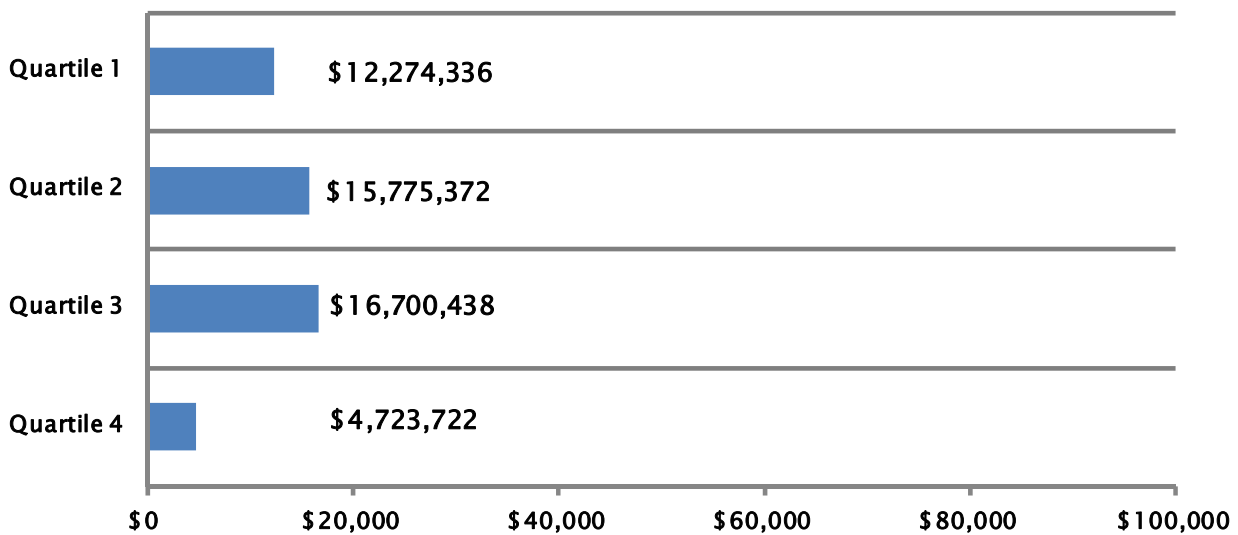 Quartile 1 $12,274,336
Quartile 2 $15,775,372
Quartile 3 $16,700,438
Quartile 4 $4,723,722
$0 $20,000 $40,000 $60,000 $80,000 $100,000